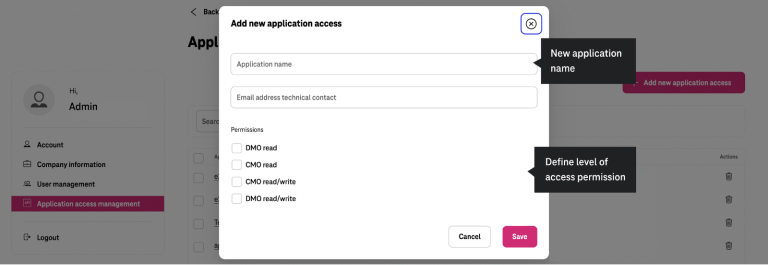 Back
Add new application access
Appl
Application name
New application
name
Add new application access
Hi,
Admin
Email address technical contact
Searc
Permissions
Account
DMO read
Company information
CMO read
Define level of
access permission
Actions
User management
CMO read/write
Application access management
DMO read/write
Logout
Cancel
Save